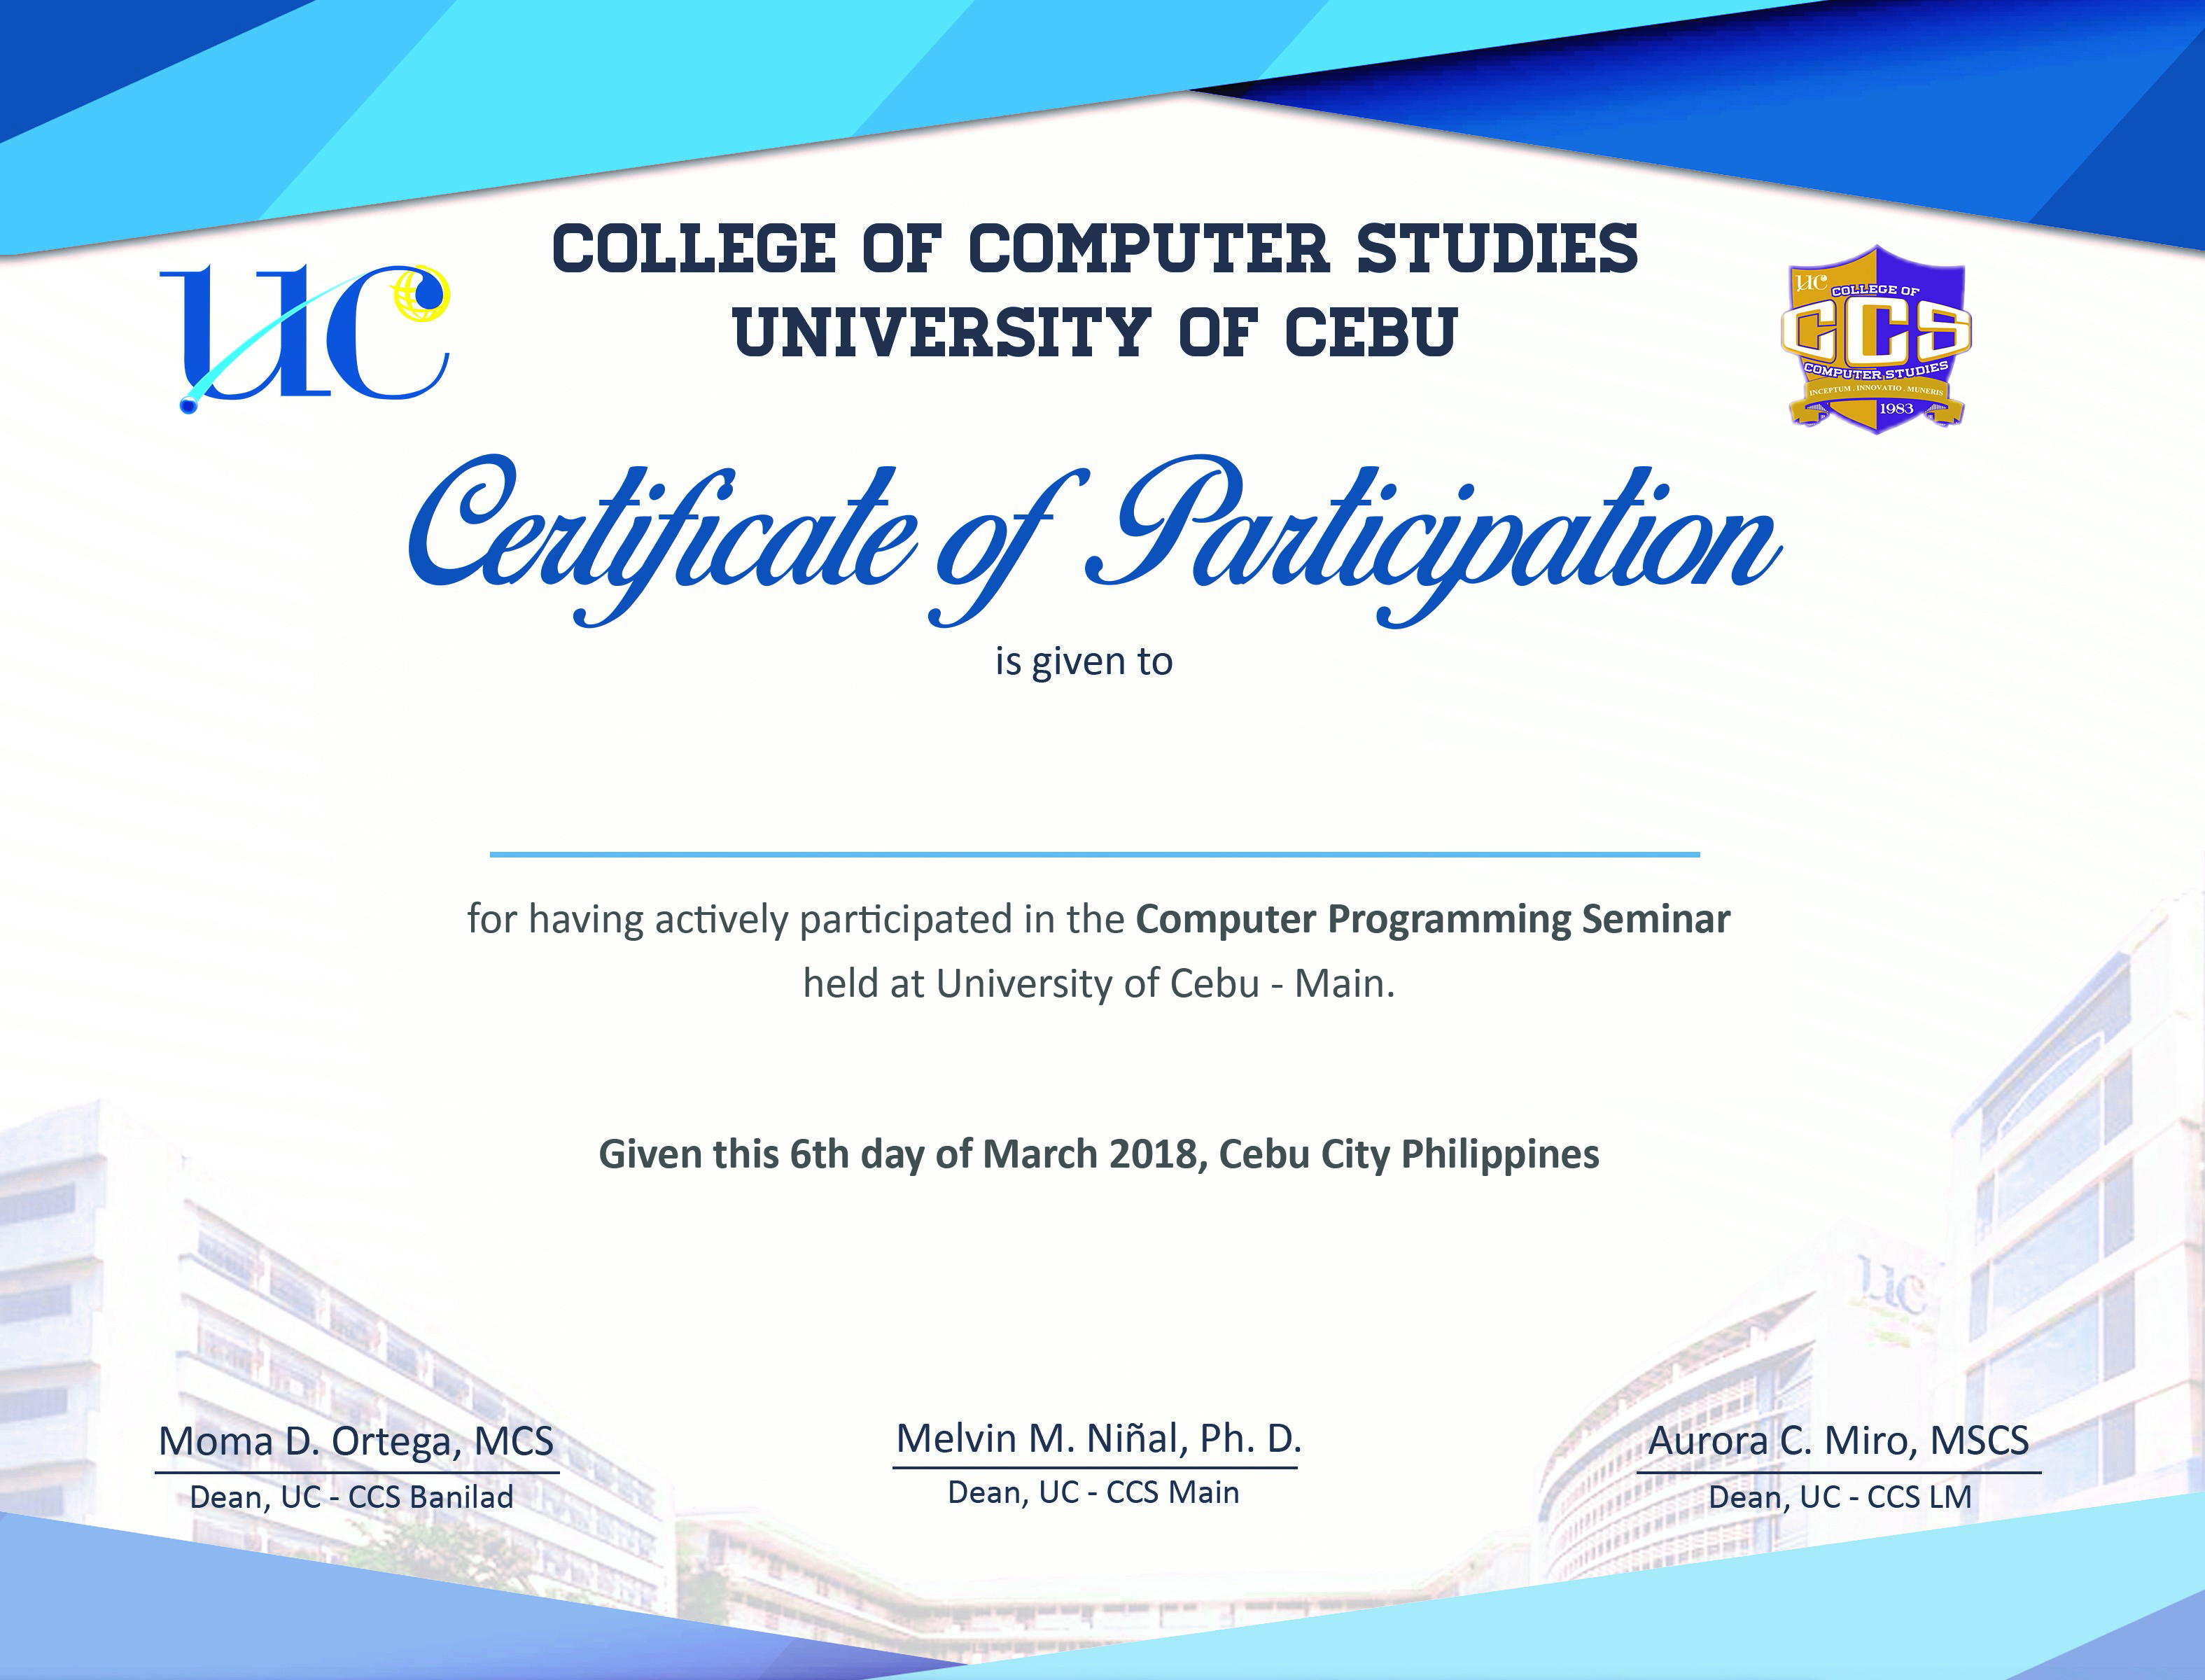 COLLEGE OF COMPUTER STUDIES
UNIVERSITY OF CEBU
UC
UC
COLLEGE OF
CCS
COMPUTER STUDIES
INCEPTUM . INNOVATIO . MUNERIS
1983
Certificate of Participation
is given to
for having actively participated in the Computer Programming Seminar
held at University of Cebu - Main.
Given this 6th day of March 2018, Cebu City Philippines
UC
Moma D. Ortega, MCS
Dean, UC - CCS Banilad
Melvin M. Niñal, Ph. D.
Dean, UC - CCS Main
Aurora C. Miro, MSCS
Dean, UC - CCS LM